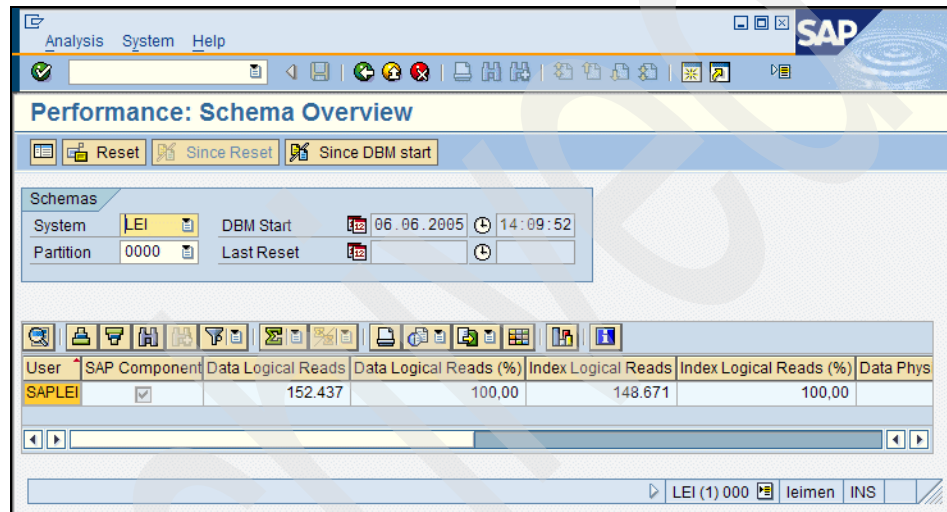 Analysis System Help
SAP
Performance: Schema Overview
Reset Since Reset Since DBM start
Schemas
System LEI DBM Start 12 06.06.2005 14:09:52
Partition 0000 Last Reset 12
User SAP Component Data Logical Reads Data Logical Reads (%) Index Logical Reads Index Logical Reads (%) Data Phys
SAPLEI 152.437 100,00 148.671 100,00
LEI (1) 000 leimen INS